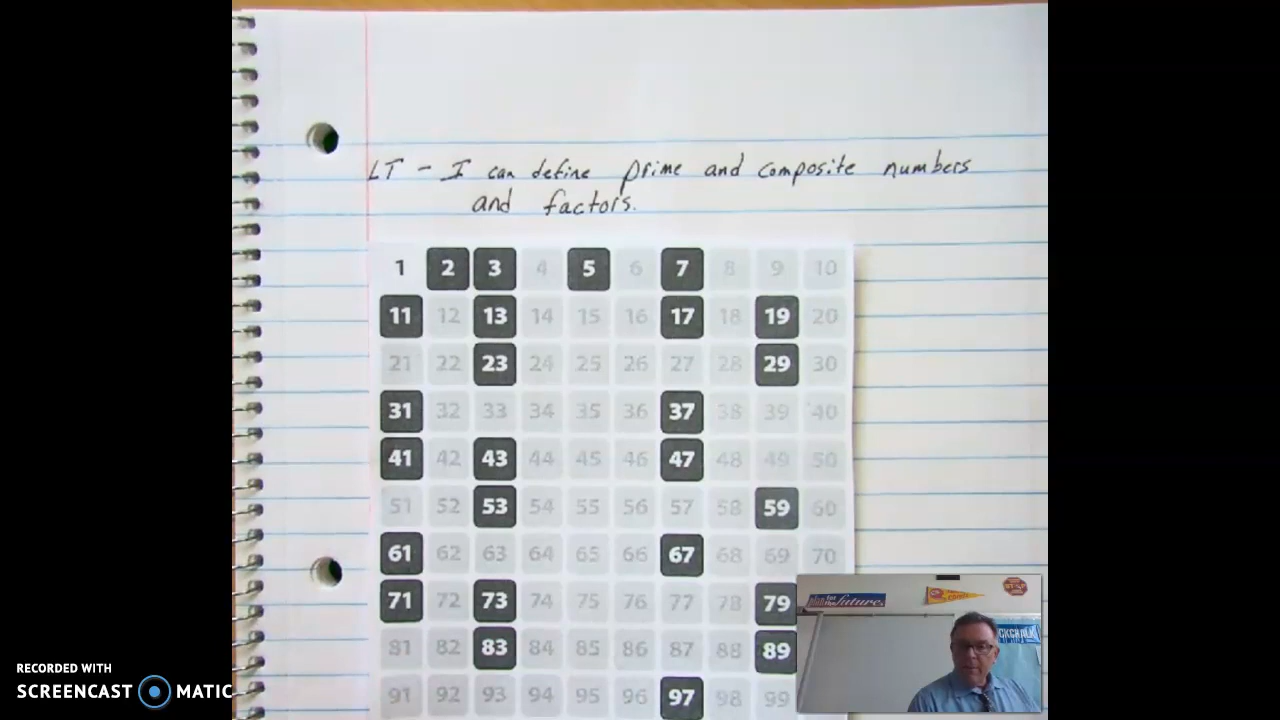 LT - I can define prime and composite numbers
and factors.
1 2 3 4 5 6 7 8 9 10
11 12 13 14 15 16 17 18 19 20
21 22 23 24 25 26 27 28 29 30
31 32 33 34 35 36 37 38 39 40
41 42 43 44 45 46 47 48 49 50
51 52 53 54 55 56 57 58 59 60
61 62 63 64 65 66 67 68 69 70
71 72 73 74 75 76 77 78 79
81 82 83 84 85 86 87 88 89
91 92 93 94 95 96 97 98 99
plan for the future
RECORDED WITH
SCREENCAST MATIC